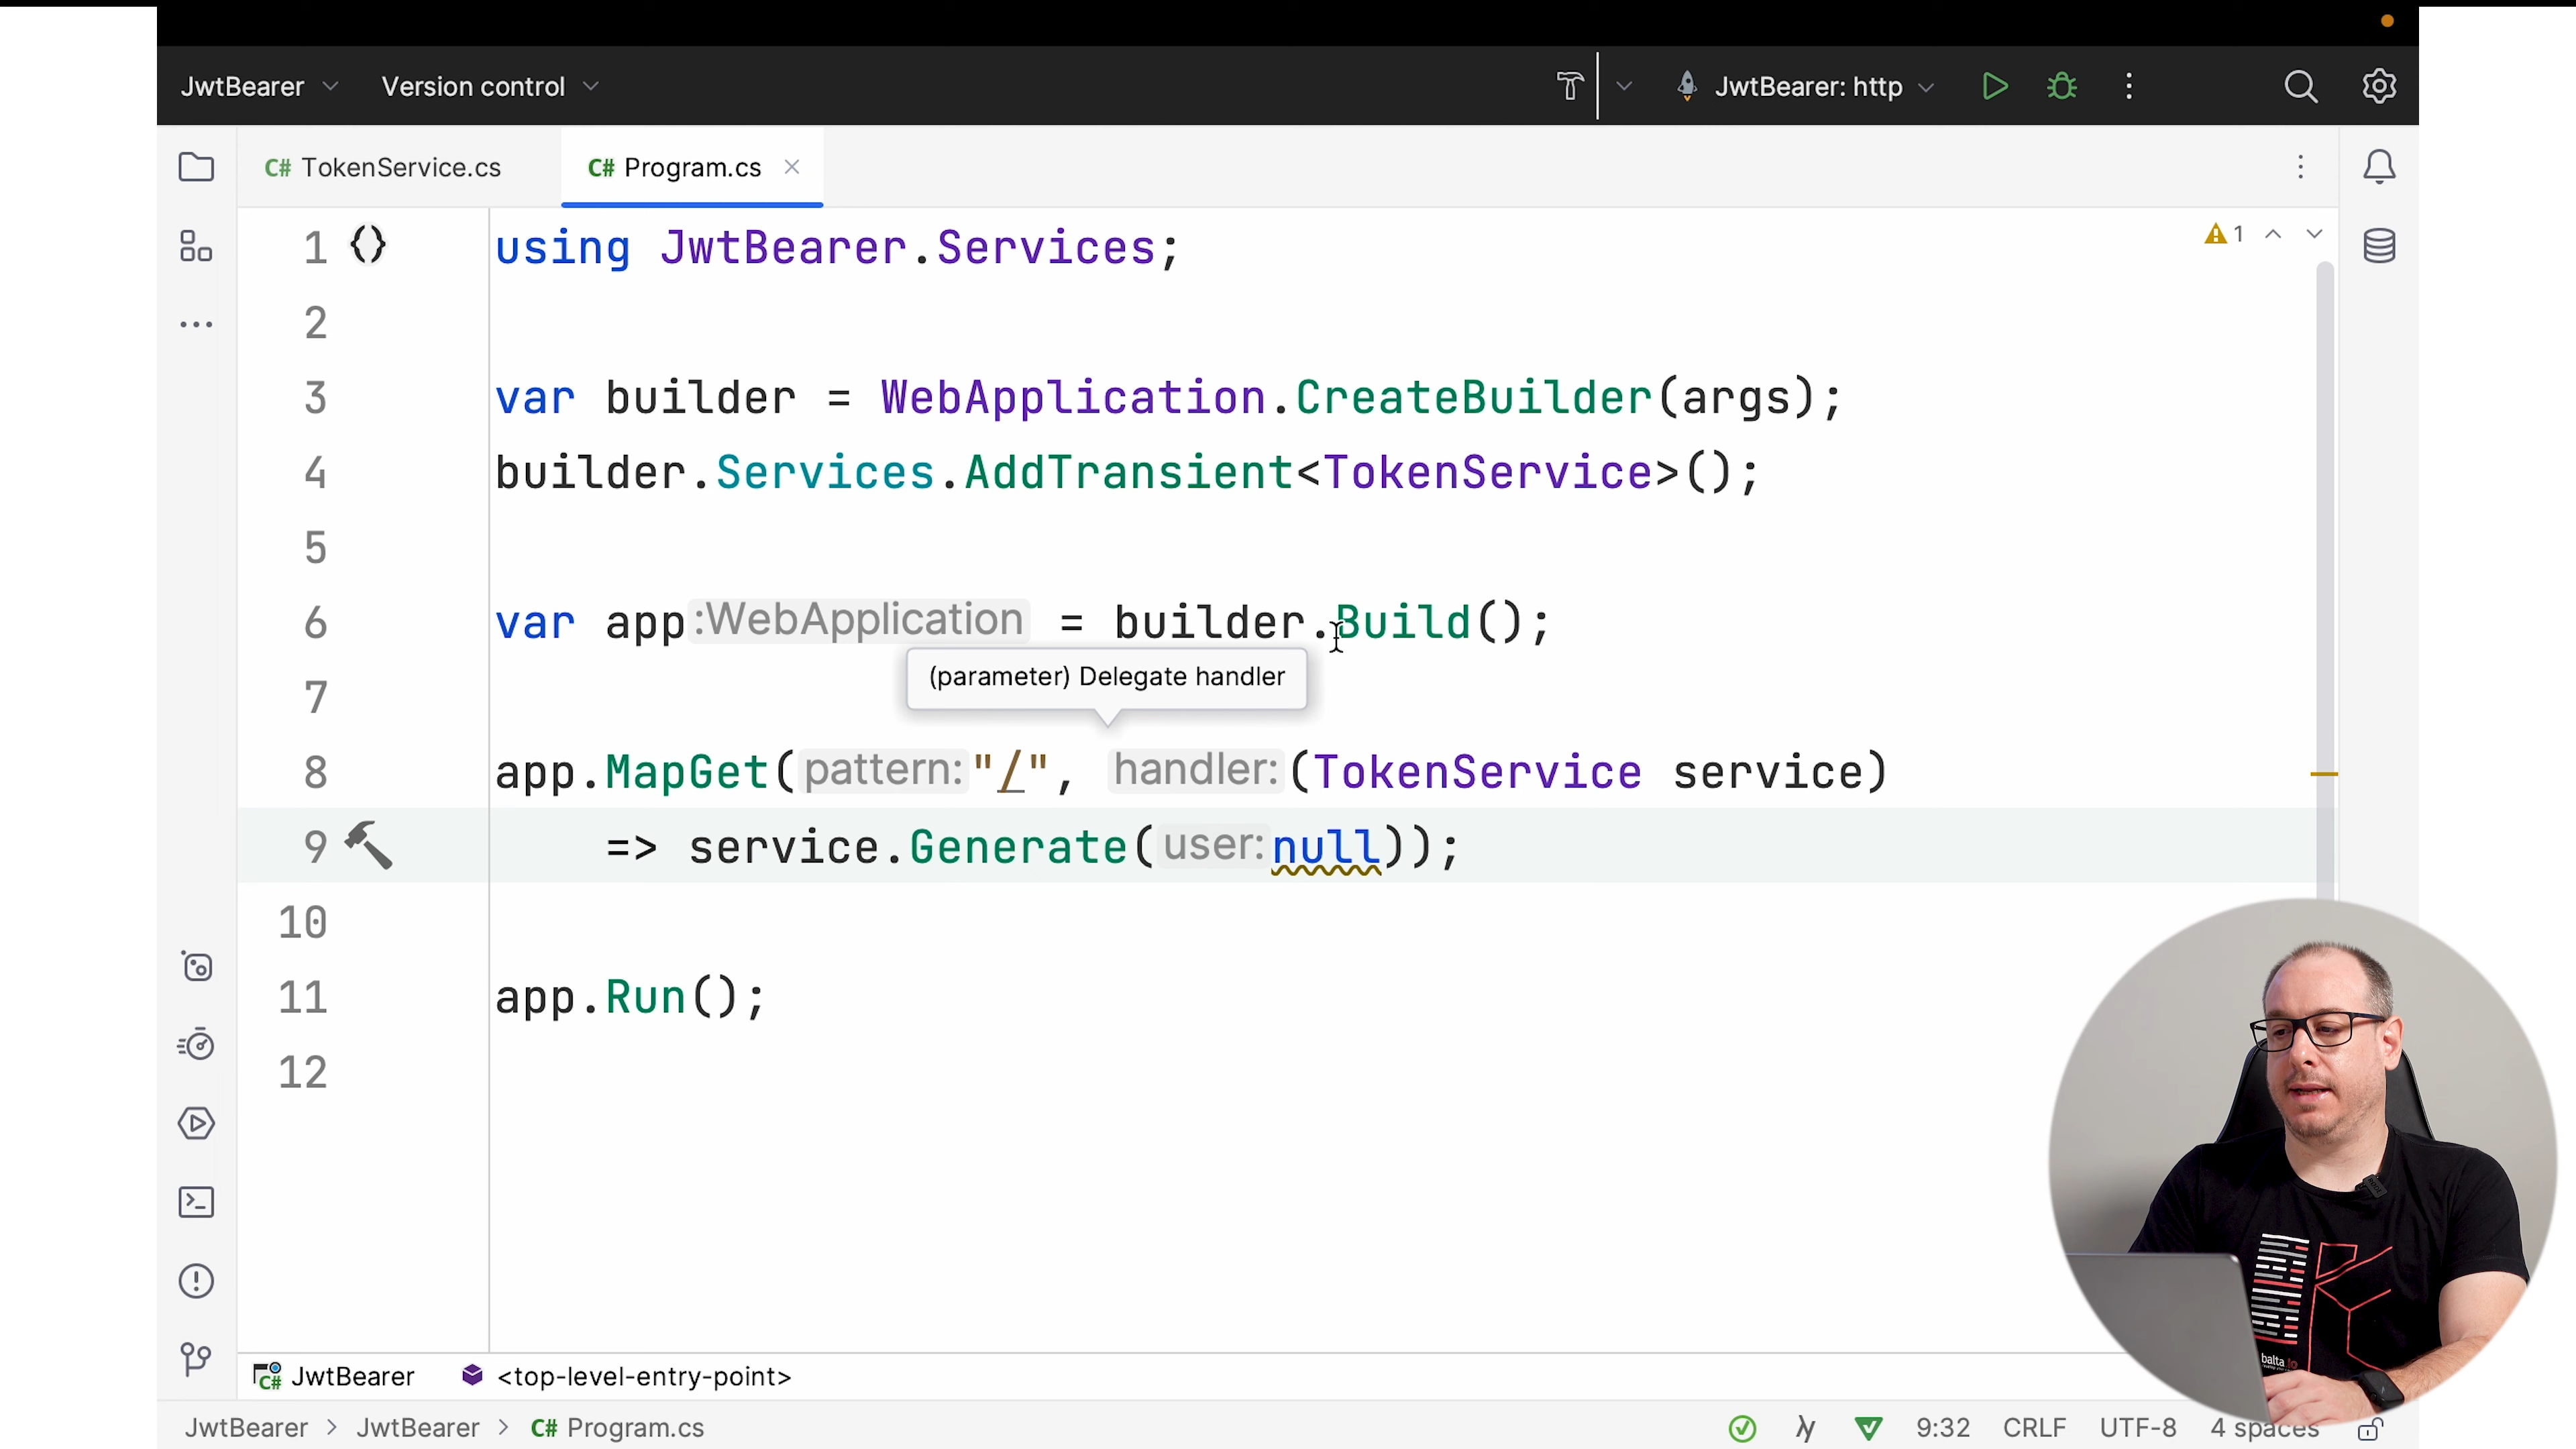 JwtBearer Version control JwtBearer: http
C# TokenService.cs C# Program.cs
1 {} using JwtBearer.Services; 1
2
3 var builder = WebApplication.CreateBuilder(args);
4 builder.Services.AddTransient<TokenService>();
5
6 var app :WebApplication = builder.Build();
(parameter) Delegate handler
7
8 app.MapGet( pattern: "/", handler: (TokenService service)
9 => service.Generate( user: null));
10
11 app.Run();
12
balta
C# JwtBearer <top-level-entry-point>
JwtBearer > JwtBearer > C# Program.cs 9:32 CRLF UTF-8 4 spaces